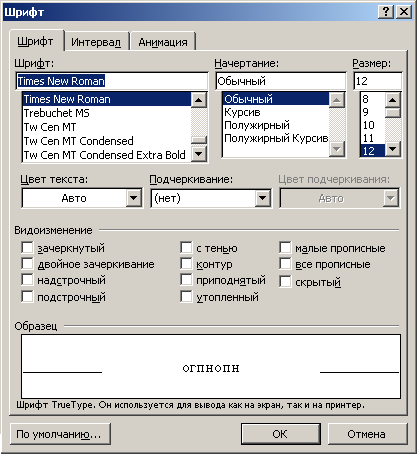 Шрифт
Шрифт Интервал Анимация
Шрифт: Начертание: Размер:
Times New Roman Обычный 12
Times New Roman Обычный 8
Trebuchet MS Курсив 9
Tw Cen MT Полужирный 10
Tw Cen MT Condensed Полужирный Курсив 11
Tw Cen MT Condensed Extra Bold 12
Цвет текста: Подчеркивание: Цвет подчеркивания:
Авто (нет) Авто
Видоизменение
зачеркнутый с тенью малые прописные
двойное зачеркивание контур все прописные
надстрочный приподнятый скрытый
подстрочный утопленный
Образец
огпнопн
Шрифт TrueType. Он используется для вывода как на экран, так и на принтер.
По умолчанию... ОК Отмена